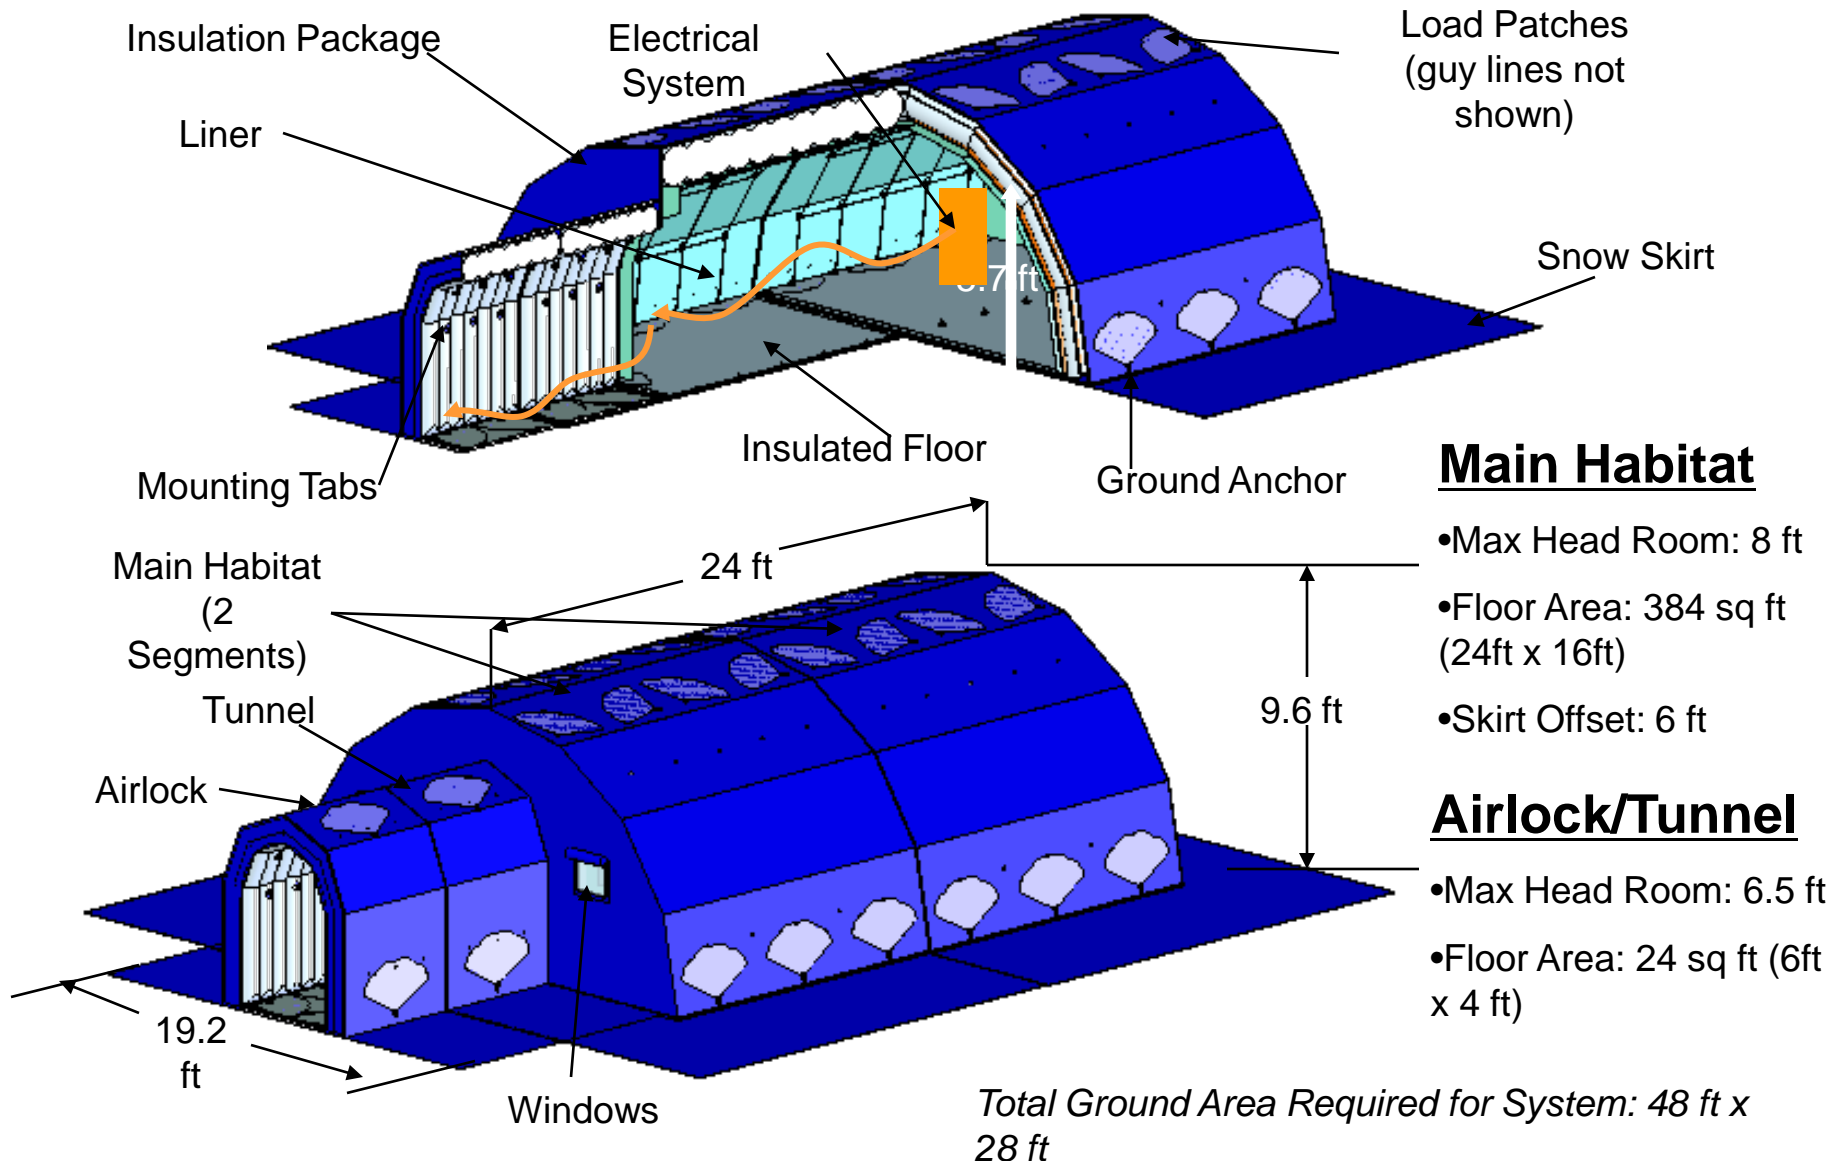 Insulation Package
Electrical
System
Load Patches
(guy lines not
shown)
Liner
Snow Skirt
7 ft
Insulated Floor
Mounting Tabs
Ground Anchor
Main Habitat
•Max Head Room: 8 ft
•Floor Area: 384 sq ft
(24ft x 16ft)
•Skirt Offset: 6 ft
Main Habitat
(2
Segments)
24 ft
Tunnel
9.6 ft
Airlock
Airlock/Tunnel
•Max Head Room: 6.5 ft
•Floor Area: 24 sq ft (6ft
x 4 ft)
19.2
ft
Windows
Total Ground Area Required for System: 48 ft x
28 ft